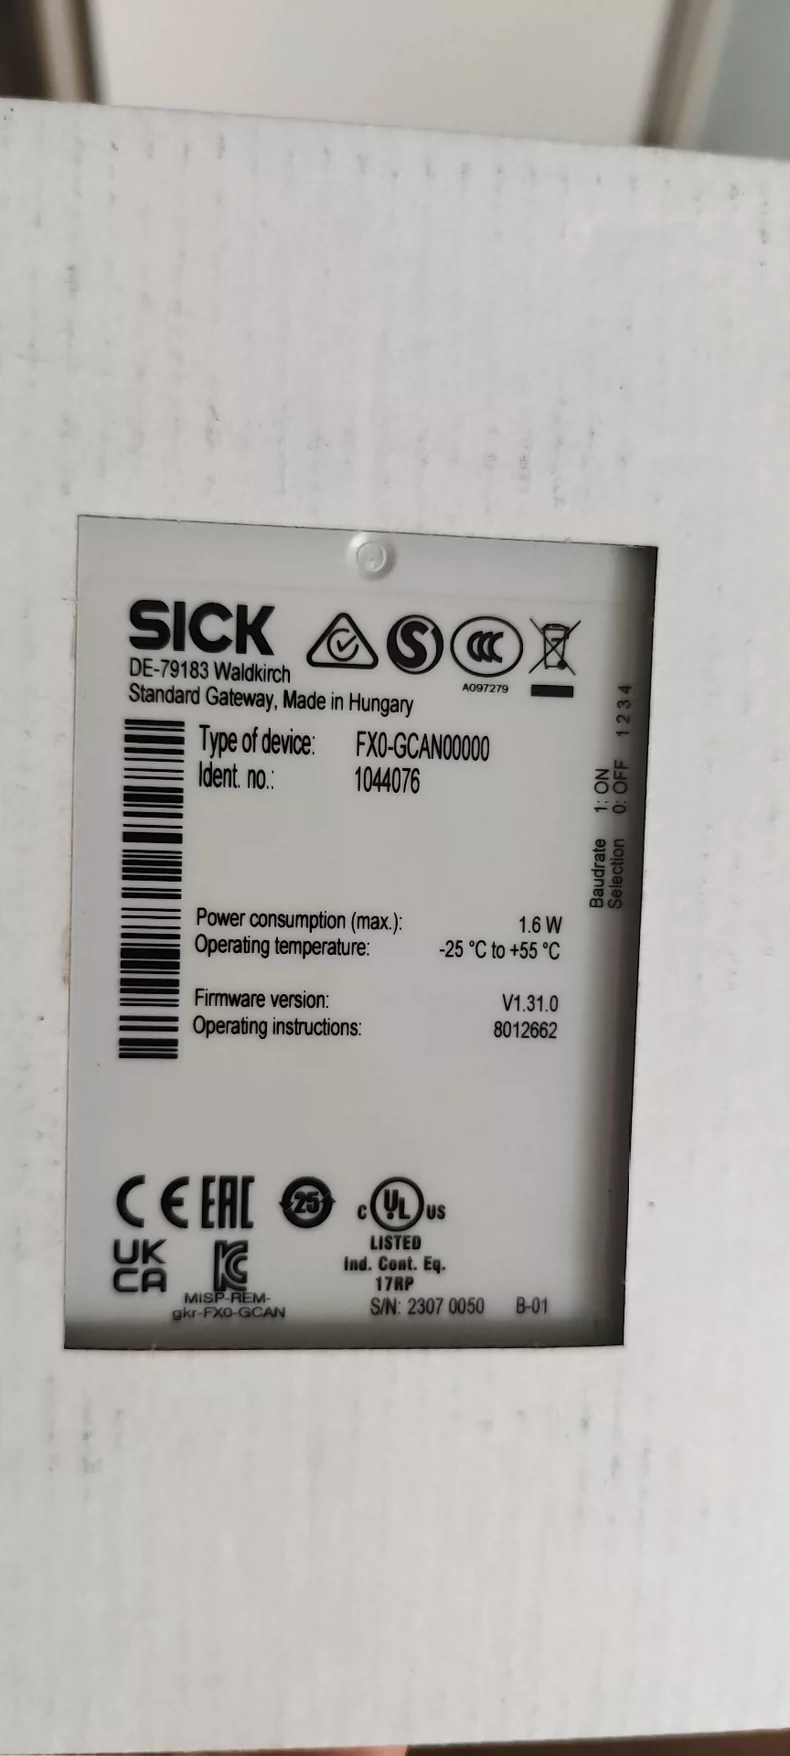 SICK
DE-79183 Waldkirch
Standard Gateway, Made in Hungary
A097279
Type of device: FX0-GCAN00000
Ident. no.: 1044076
Power consumption (max.): 1.6 W
Operating temperature: -25 °C to +55 °C
Firmware version: V1.31.0
Operating instructions: 8012662
Baudrate 1: ON
Selection 0: OFF 1 2 3 4
CE EAC 25 c UL US
LISTED
Ind. Cont. Eq.
17RP
UK
CA
MISP-REM-
gkr-FX0-GCAN
S/N: 2307 0050 B-01